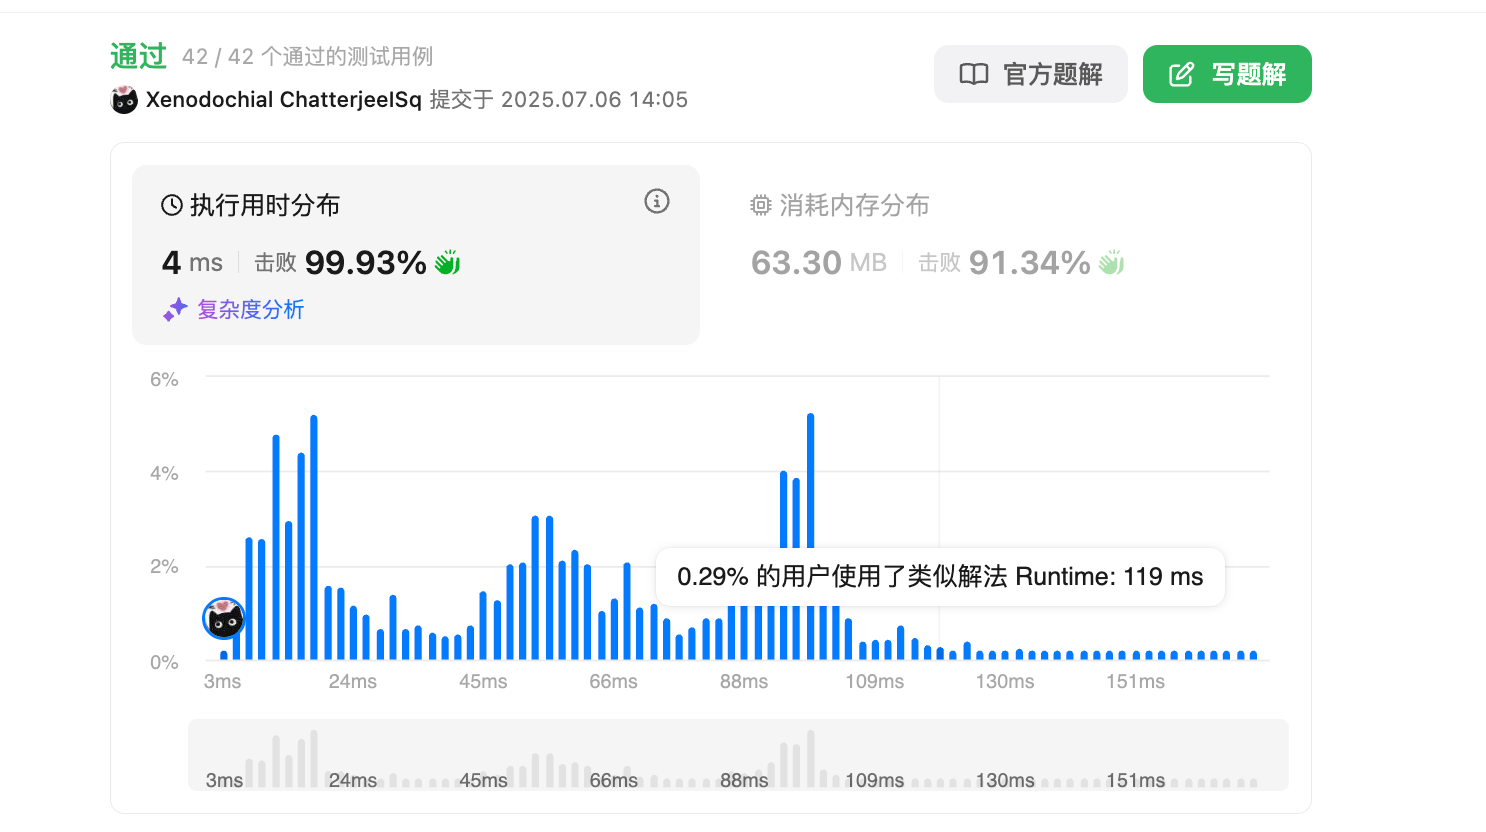 通过 42 / 42 个通过的测试用例
Xenodochial ChatterjeeISq 提交于 2025.07.06 14:05
官方题解
写题解
执行用时分布
4 ms 击败 99.93%
复杂度分析
消耗内存分布
63.30 MB 击败 91.34%
6%
4%
2%
0%
0.29% 的用户使用了类似解法 Runtime: 119 ms
3ms 24ms 45ms 66ms 88ms 109ms 130ms 151ms
3ms 24ms 45ms 66ms 88ms 109ms 130ms 151ms